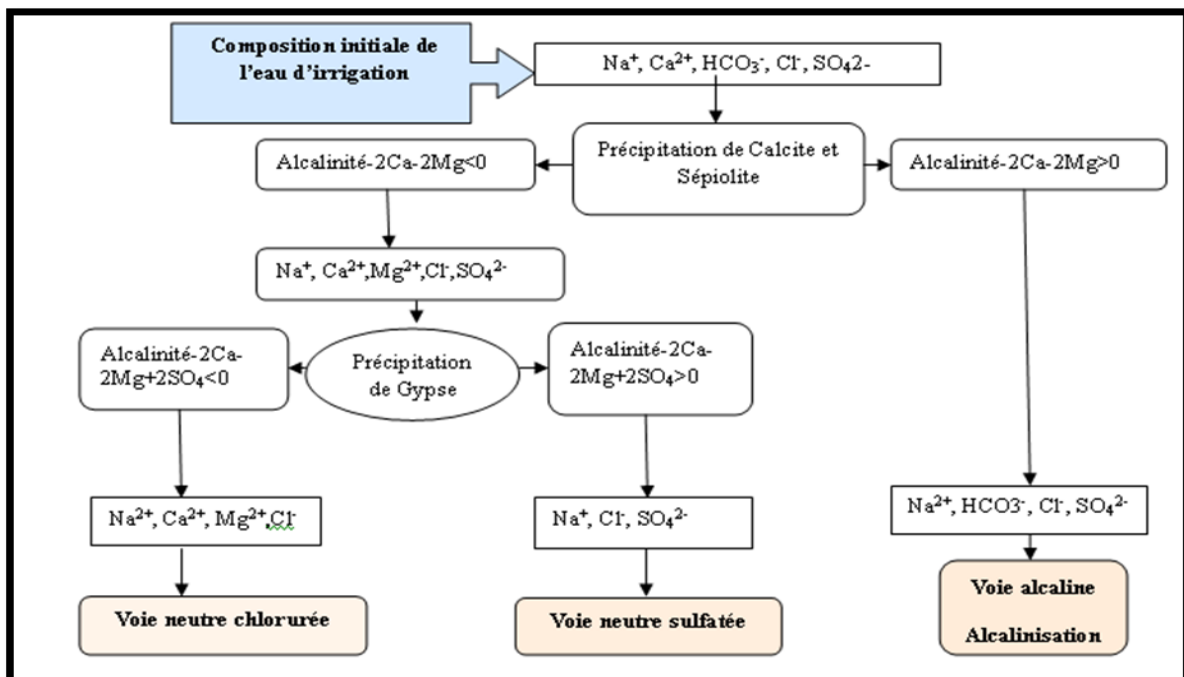 Composition initiale de
l'eau d'irrigation
Na⁺, Ca²⁺, HCO₃⁻, Cl⁻, SO₄2-
Alcalinité-2Ca-2Mg<0
Précipitation de Calcite et
Sépiolite
Alcalinité-2Ca-2Mg>0
Na⁺, Ca²⁺,Mg²⁺,Cl⁻,SO₄²⁻
Alcalinité-2Ca-
2Mg+2SO₄<0
Précipitation
de Gypse
Alcalinité-2Ca-
2Mg+2SO₄>0
Na²⁺, Ca²⁺, Mg²⁺,Cl⁻
Na⁺, Cl⁻, SO₄²⁻
Na²⁺, HCO3⁻, Cl⁻, SO₄²⁻
Voie neutre chlorurée
Voie neutre sulfatée
Voie alcaline
Alcalinisation